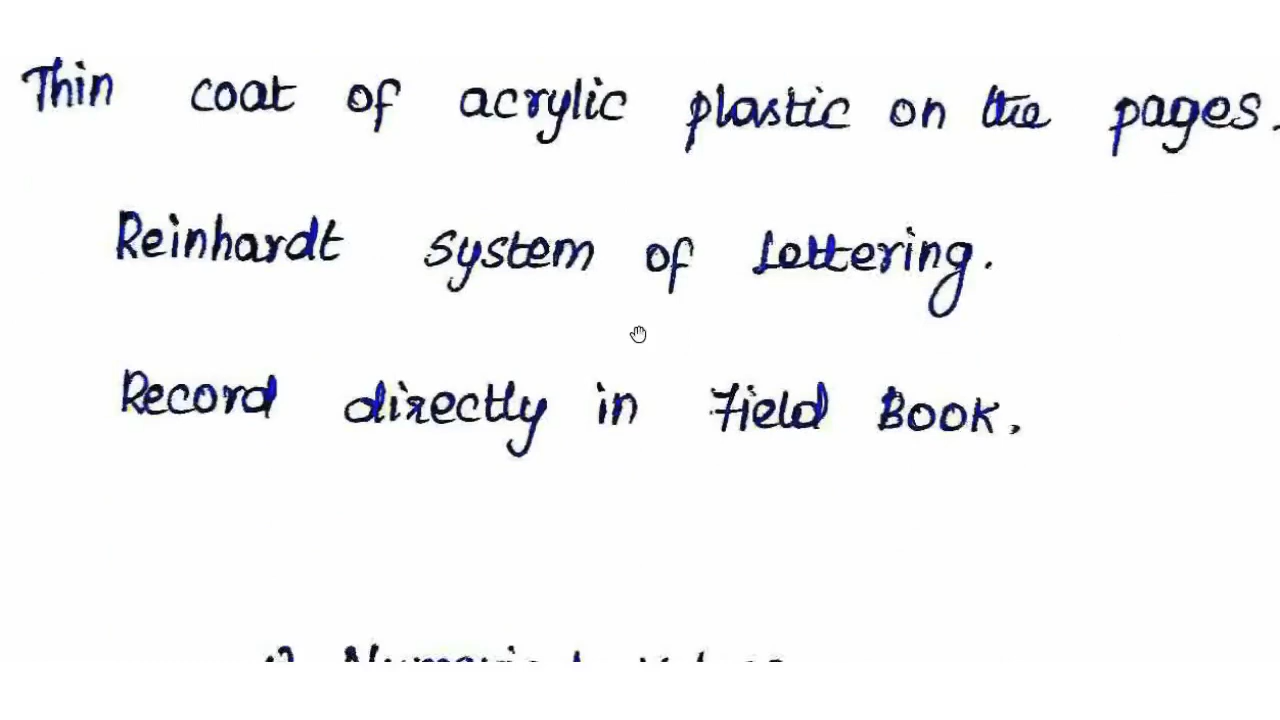 Thin coat of acrylic plastic on the pages.
Reinhardt system of Lettering.
Record directly in Field Book.